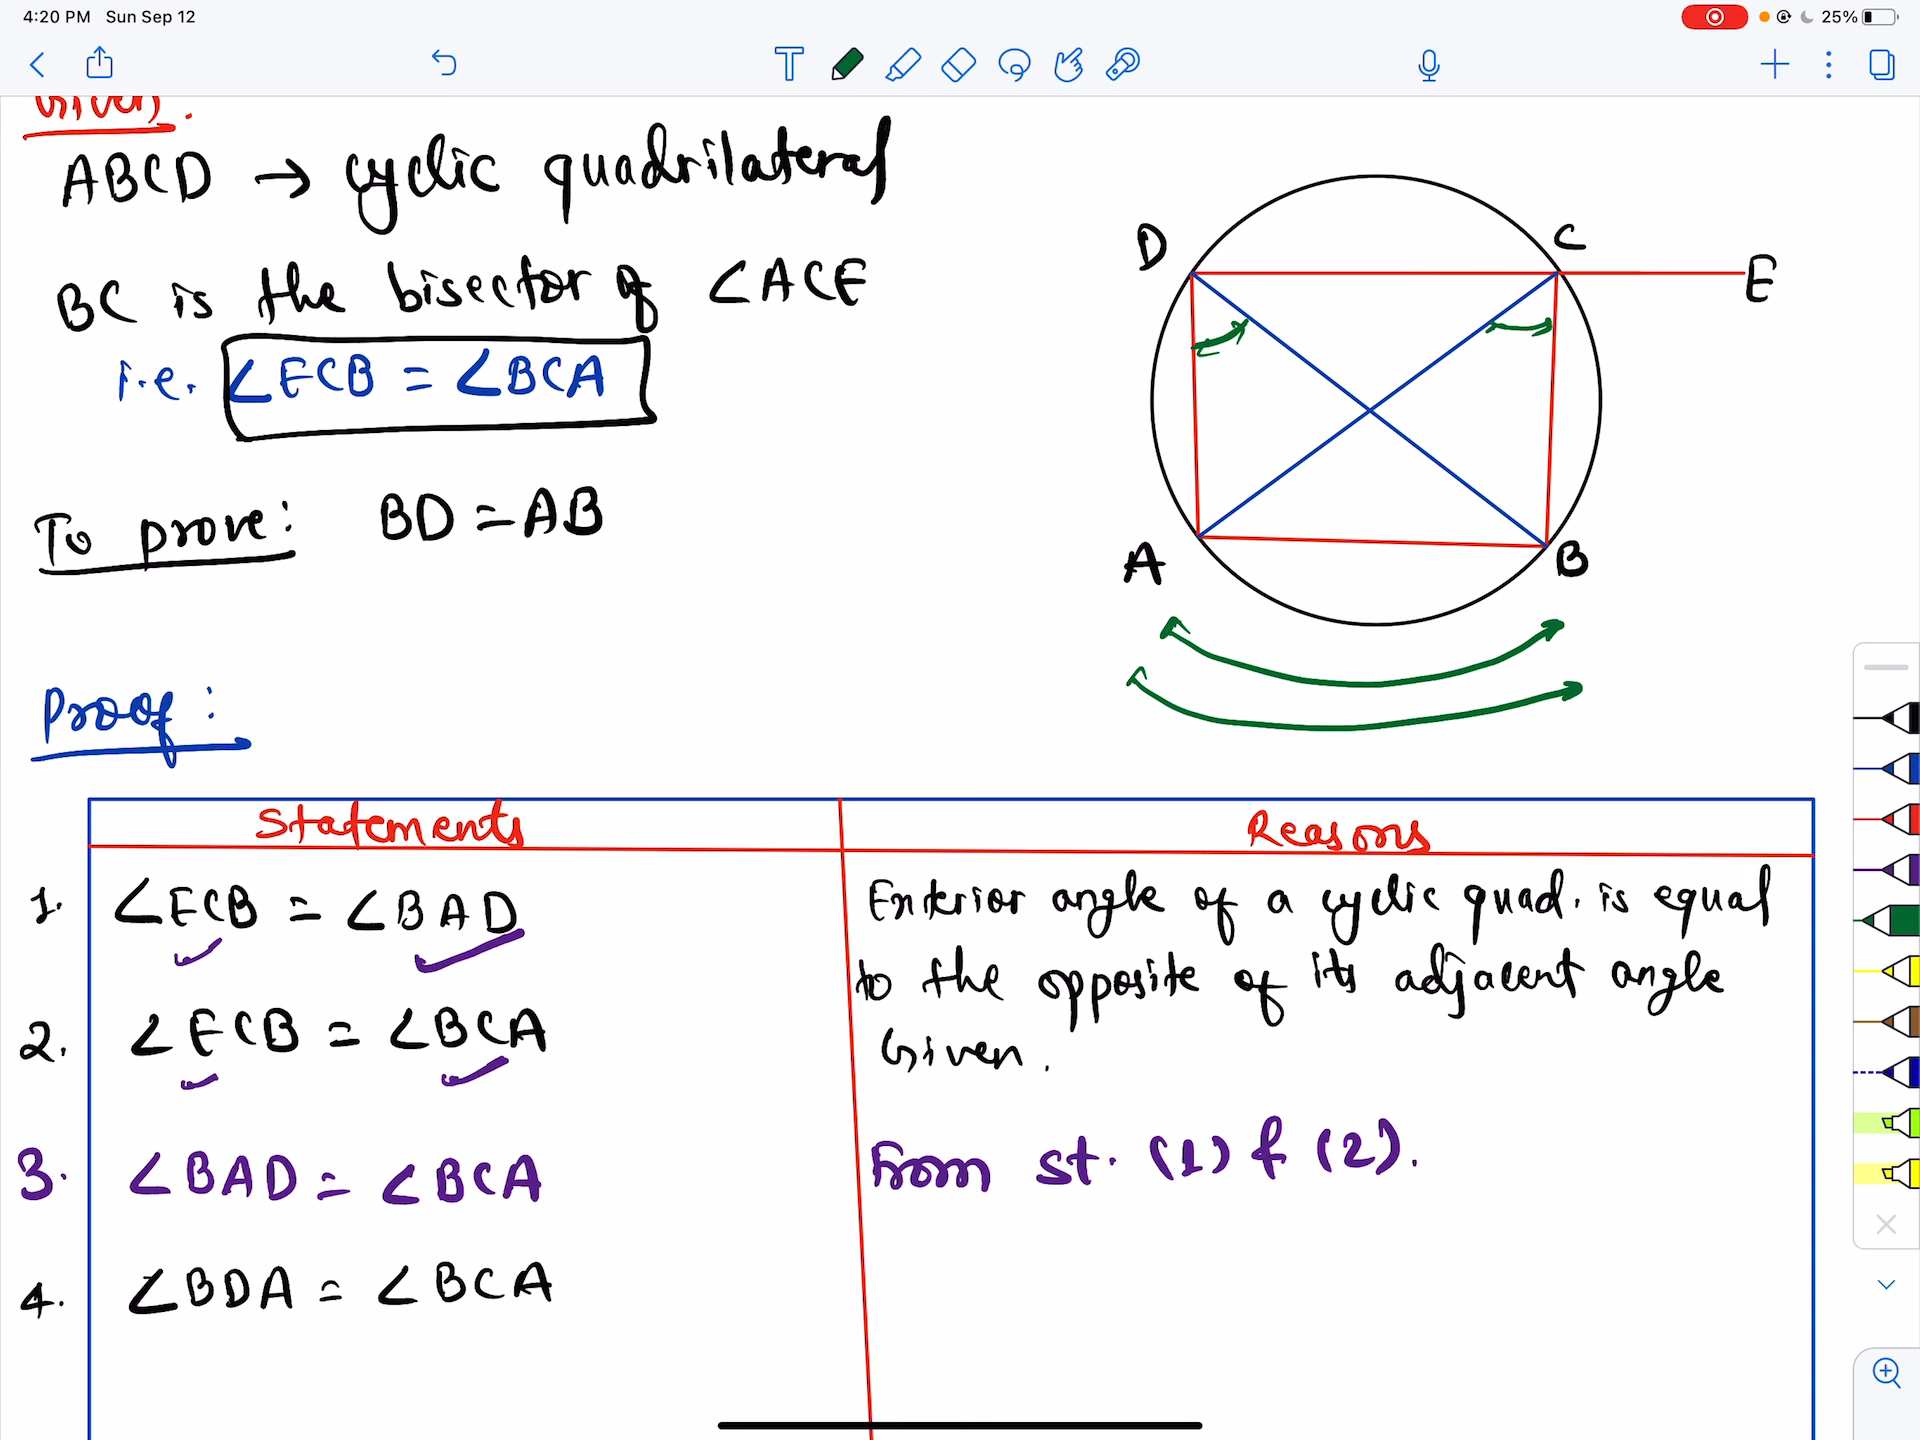 4:20 PM Sun Sep 12
25%
Given:
ABCD → cyclic quadrilateral
BC is the bisector of ∠ACE
i.e. ∠ECB = ∠BCA
To prove: BD = AB
D
C
E
A
B
Proof:
Statements
Reasons
1. ∠ECB = ∠BAD
Exterior angle of a cyclic quad. is equal
to the opposite of its adjacent angle
2. ∠ECB = ∠BCA
Given.
3. ∠BAD = ∠BCA
From st. (1) & (2).
4. ∠BDA = ∠BCA